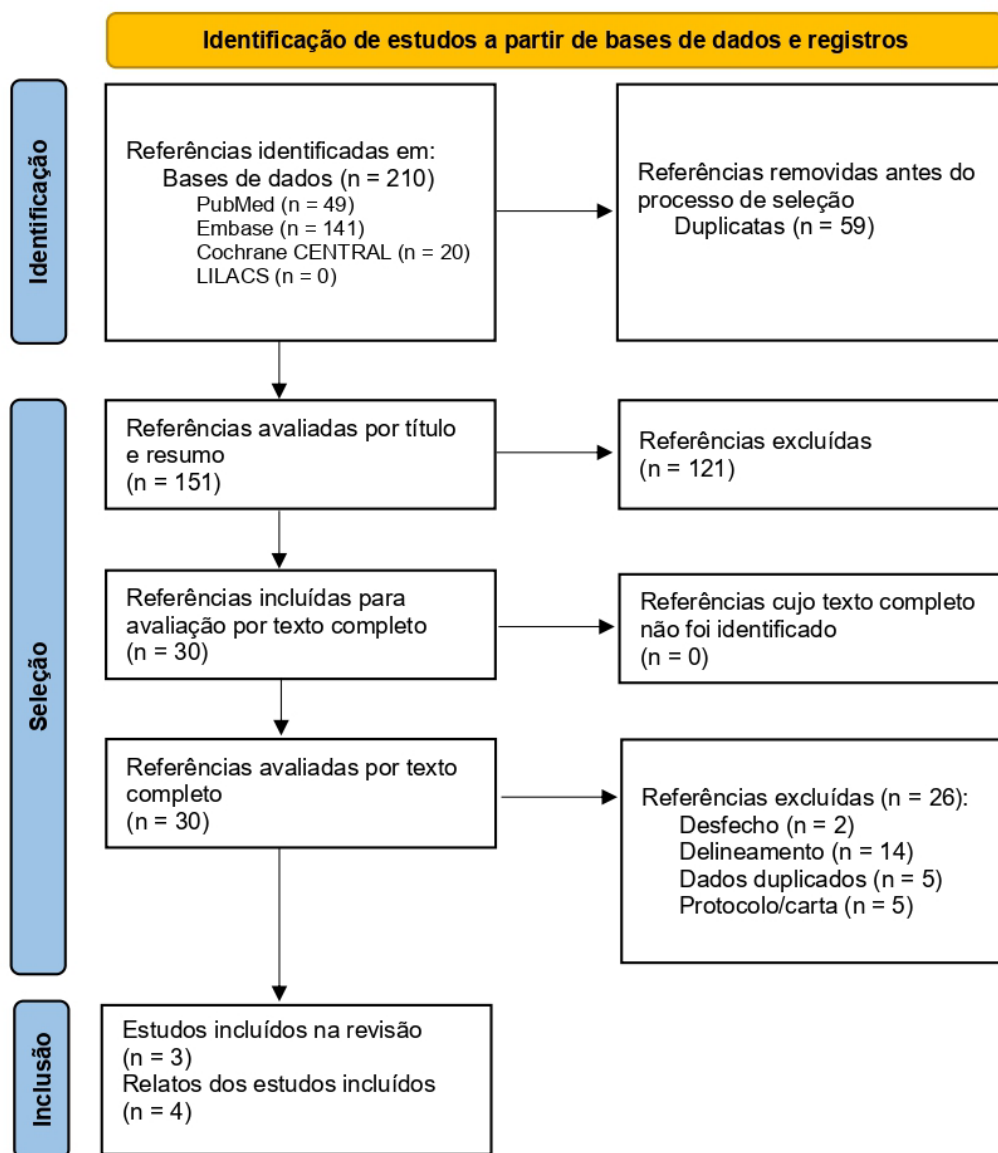 Identificação de estudos a partir de bases de dados e registros
Identificação
Referências identificadas em:
Bases de dados (n = 210)
PubMed (n = 49)
Embase (n = 141)
Cochrane CENTRAL (n = 20)
LILACS (n = 0)
Referências removidas antes do
processo de seleção
Duplicatas (n = 59)
Seleção
Referências avaliadas por título
e resumo
(n = 151)
Referências excluídas
(n = 121)
Referências incluídas para
avaliação por texto completo
(n = 30)
Referências cujo texto completo
não foi identificado
(n = 0)
Referências avaliadas por texto
completo
(n = 30)
Referências excluídas (n = 26):
Desfecho (n = 2)
Delineamento (n = 14)
Dados duplicados (n = 5)
Protocolo/carta (n = 5)
Inclusão
Estudos incluídos na revisão
(n = 3)
Relatos dos estudos incluídos
(n = 4)